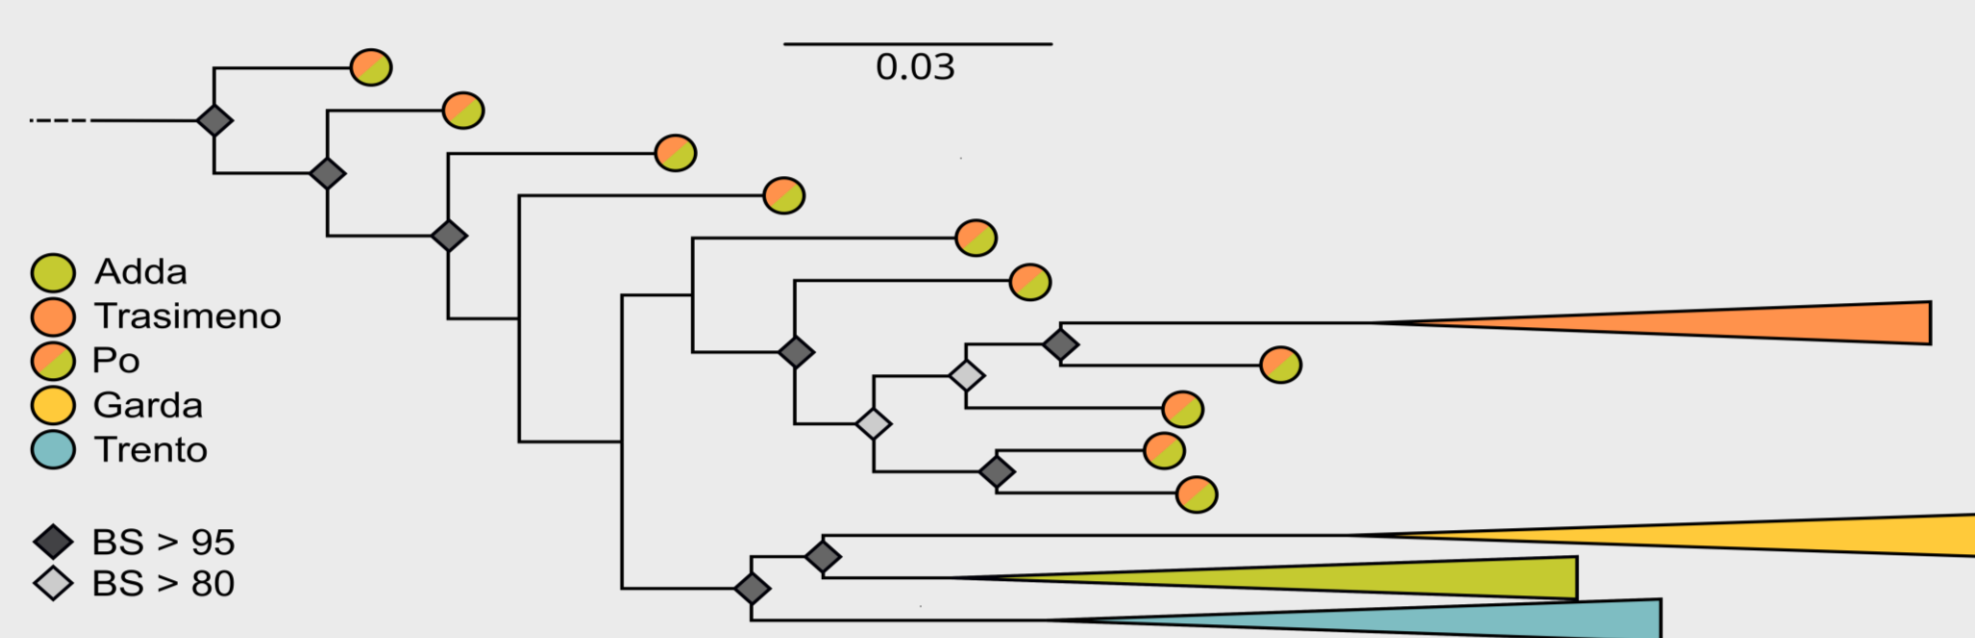 0.03
Adda
Trasimeno
Po
Garda
Trento
BS > 95
BS > 80